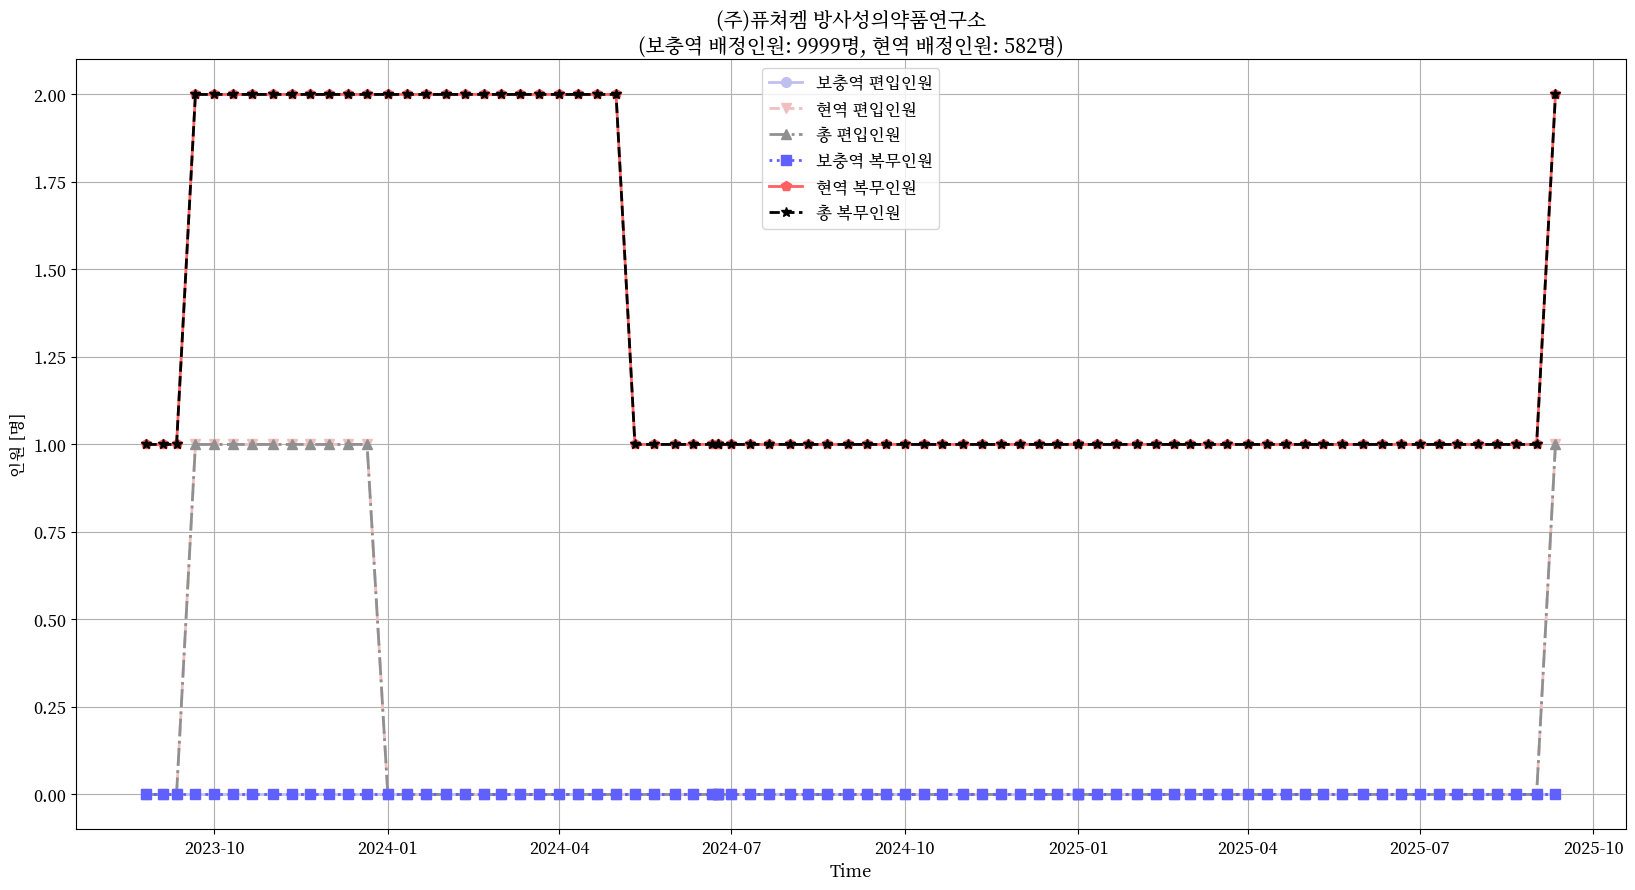 (주)퓨쳐켐 방사성의약품연구소
(보충역 배정인원: 9999명, 현역 배정인원: 582명)
보충역 편입인원
현역 편입인원
총 편입인원
보충역 복무인원
현역 복무인원
총 복무인원
인원 [명]
2.00
1.75
1.50
1.25
1.00
0.75
0.50
0.25
0.00
2023-10
2024-01
2024-04
2024-07
2024-10
2025-01
2025-04
2025-07
2025-10
Time